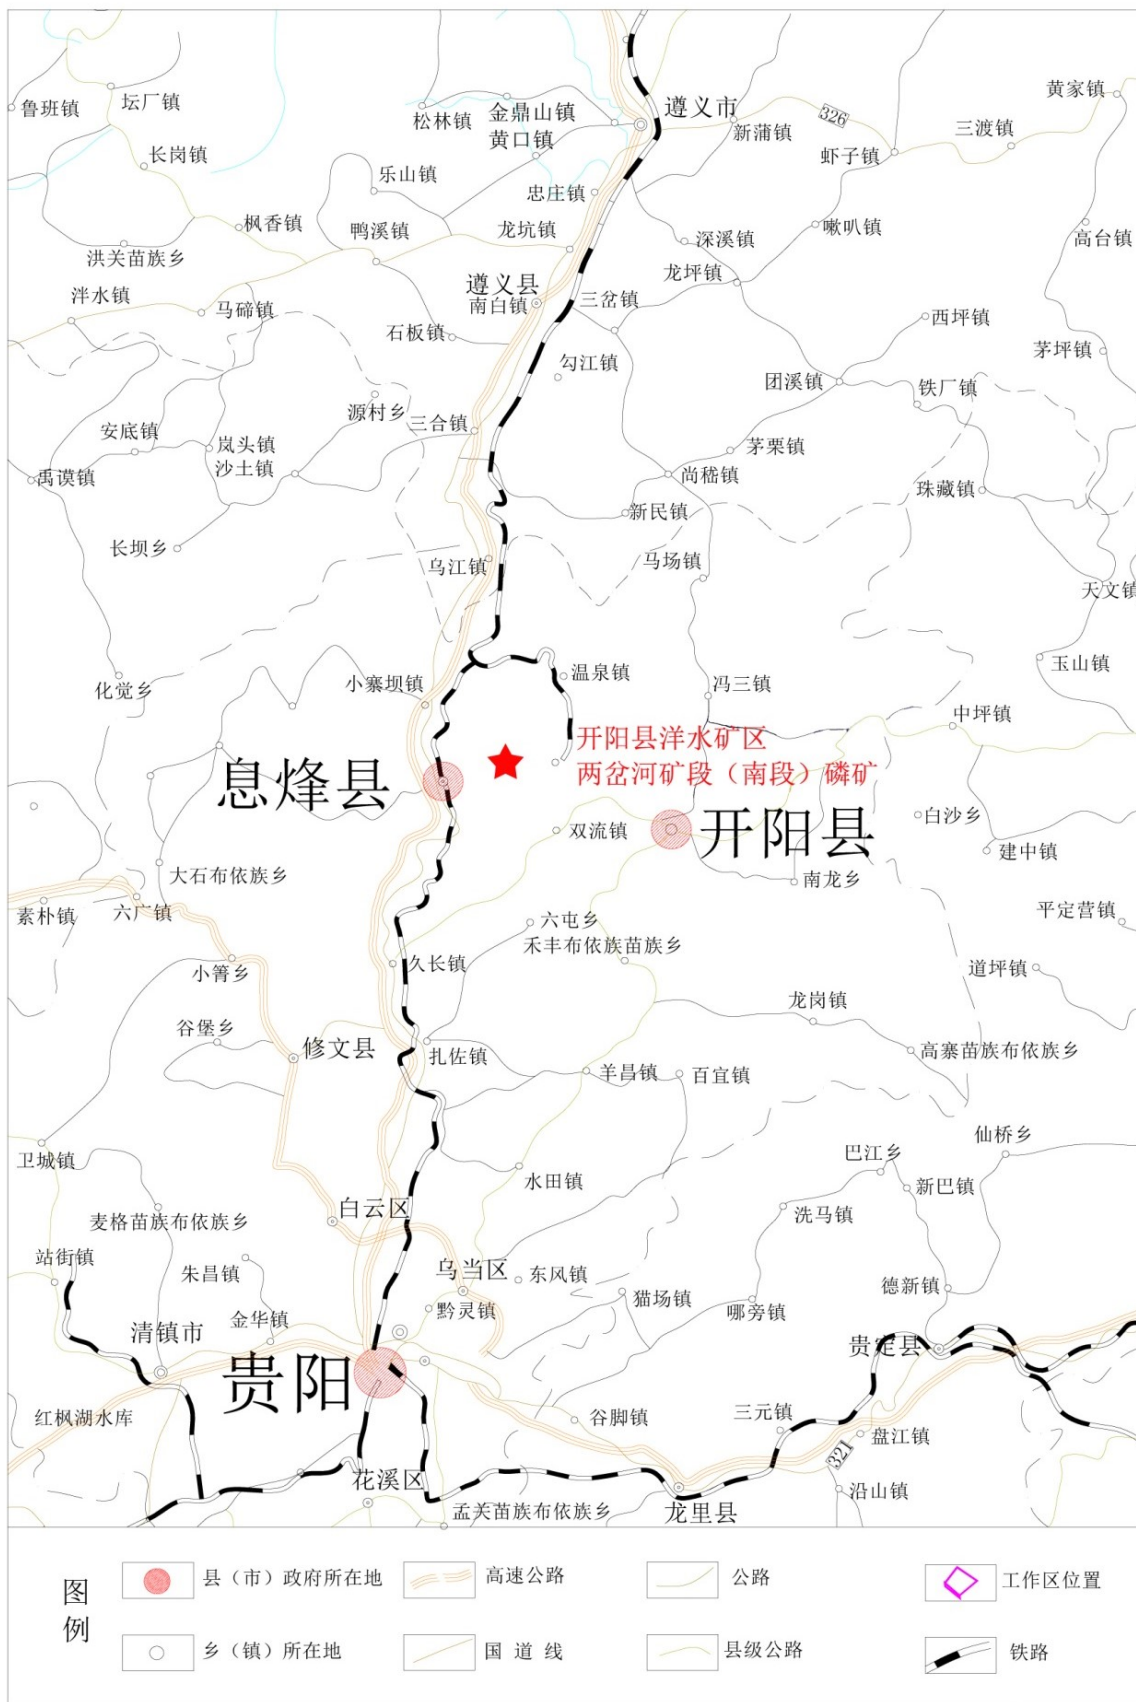 遵义市
黄家镇
鲁班镇
坛厂镇
松林镇
金鼎山镇
黄口镇
326
新蒲镇
三渡镇
虾子镇
长岗镇
乐山镇
忠庄镇
枫香镇
鸭溪镇
龙坑镇
深溪镇
嗽叭镇
高台镇
洪关苗族乡
遵义县
龙坪镇
泮水镇
马碲镇
南白镇
三岔镇
西坪镇
石板镇
勾江镇
茅坪镇
团溪镇
铁厂镇
源村乡
三合镇
安底镇
岚头镇
沙土镇
茅栗镇
禹谟镇
尚嵇镇
珠藏镇
新民镇
长坝乡
乌江镇
马场镇
天文镇
玉山镇
温泉镇
化觉乡
小寨坝镇
冯三镇
中坪镇
开阳县洋水矿区
两岔河矿段（南段）磷矿
息烽县
开阳县
双流镇
白沙乡
建中镇
大石布依族乡
南龙乡
素朴镇
六广镇
六屯乡
平定营镇
禾丰布依族苗族乡
小箐乡
久长镇
道坪镇
龙岗镇
谷堡乡
修文县
扎佐镇
高寨苗族布依族乡
羊昌镇
百宜镇
仙桥乡
卫城镇
巴江乡
水田镇
新巴镇
麦格苗族布依族乡
白云区
洗马镇
站街镇
朱昌镇
乌当区
东风镇
德新镇
猫场镇
哪旁镇
黔灵镇
金华镇
清镇市
贵定县
贵阳
红枫湖水库
谷脚镇
三元镇
盘江镇
321
花溪区
沿山镇
孟关苗族布依族乡
龙里县
图例
县（市）政府所在地
高速公路
公路
工作区位置
乡（镇）所在地
国道线
县级公路
铁路